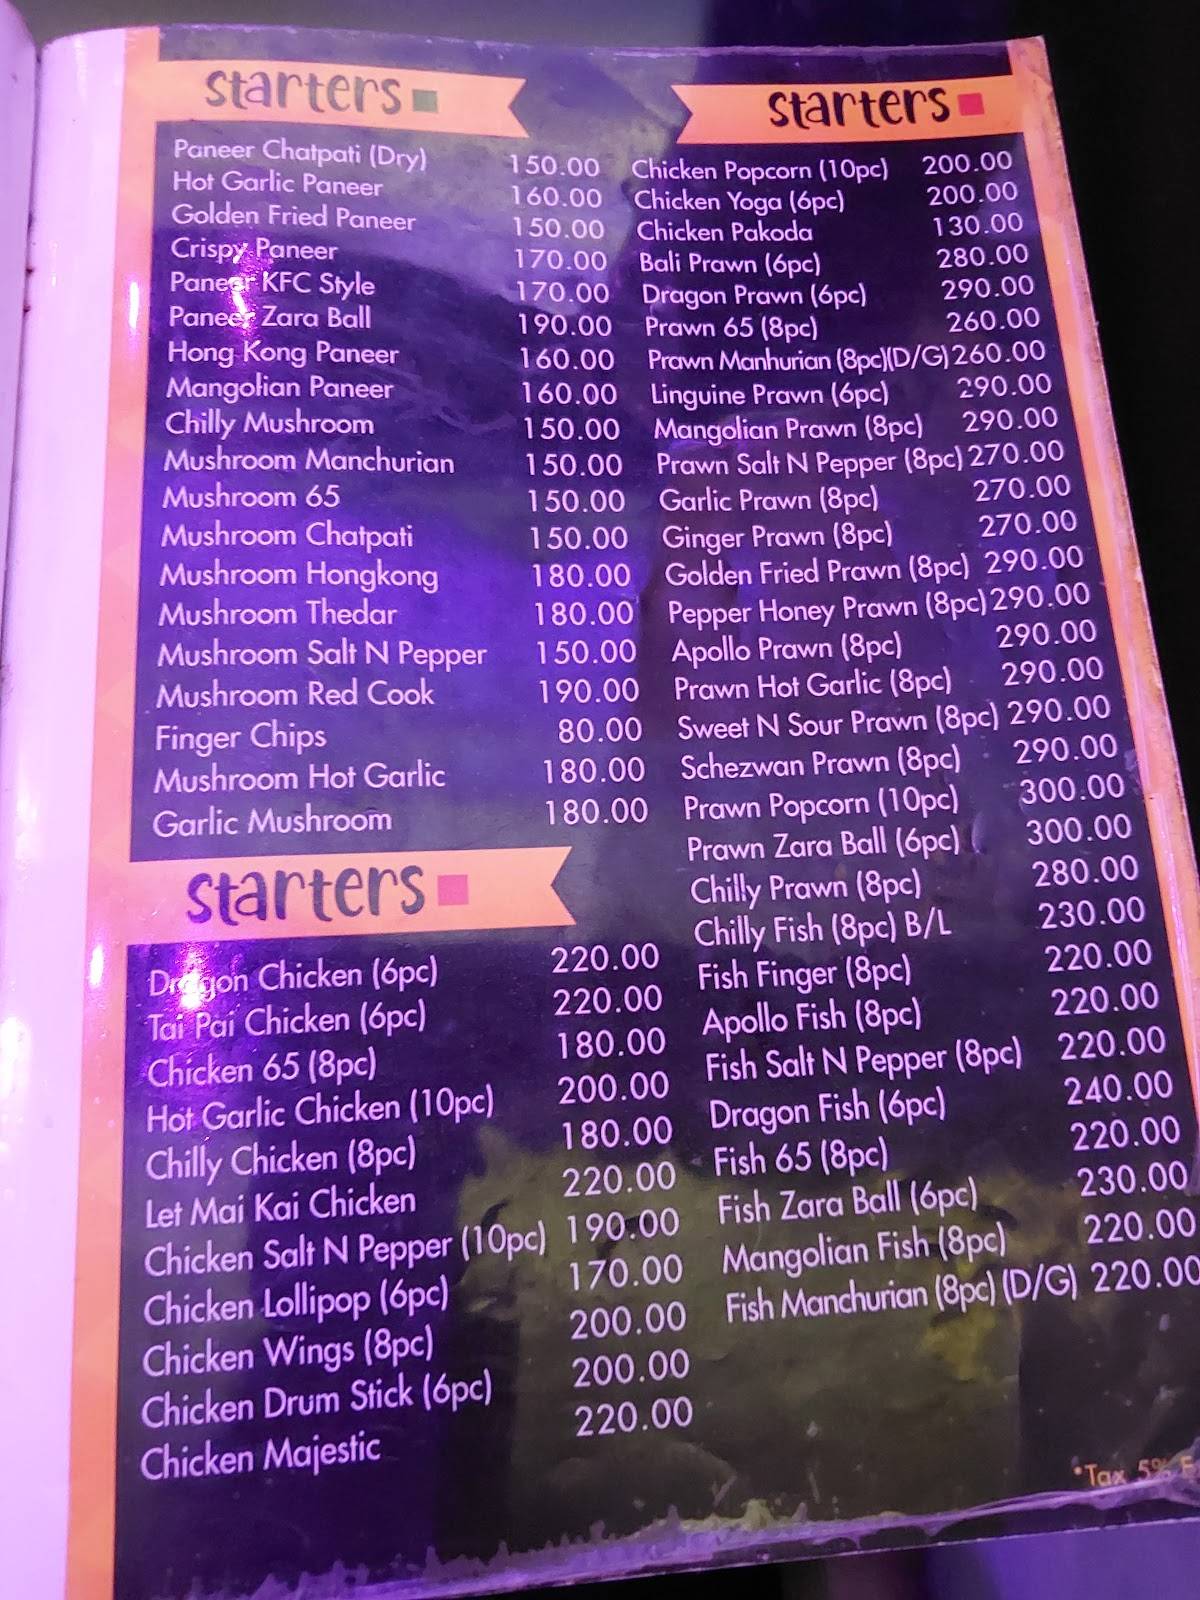 starters
Paneer Chatpati (Dry) 150.00
Hot Garlic Paneer 160.00
Golden Fried Paneer 150.00
Crispy Paneer 170.00
Paneer KFC Style 170.00
Paneer Zara Ball 190.00
Hong Kong Paneer 160.00
Mangolian Paneer 160.00
Chilly Mushroom 150.00
Mushroom Manchurian 150.00
Mushroom 65 150.00
Mushroom Chatpati 150.00
Mushroom Hongkong 180.00
Mushroom Thedar 180.00
Mushroom Salt N Pepper 150.00
Mushroom Red Cook 190.00
Finger Chips 80.00
Mushroom Hot Garlic 180.00
Garlic Mushroom 180.00
starters
Dragon Chicken (6pc) 220.00
Tai Pai Chicken (6pc) 220.00
Chicken 65 (8pc) 180.00
Hot Garlic Chicken (10pc) 200.00
Chilly Chicken (8pc) 180.00
Let Mai Kai Chicken 220.00
Chicken Salt N Pepper (10pc) 190.00
Chicken Lollipop (6pc) 170.00
Chicken Wings (8pc) 200.00
Chicken Drum Stick (6pc) 200.00
Chicken Majestic 220.00
starters
Chicken Popcorn (10pc) 200.00
Chicken Yoga (6pc) 200.00
Chicken Pakoda 130.00
Bali Prawn (6pc) 280.00
Dragon Prawn (6pc) 290.00
Prawn 65 (8pc) 260.00
Prawn Manhurian (8pc)(D/G) 260.00
Linguine Prawn (6pc) 290.00
Mangolian Prawn (8pc) 290.00
Prawn Salt N Pepper (8pc) 270.00
Garlic Prawn (8pc) 270.00
Ginger Prawn (8pc) 270.00
Golden Fried Prawn (8pc) 290.00
Pepper Honey Prawn (8pc) 290.00
Apollo Prawn (8pc) 290.00
Prawn Hot Garlic (8pc) 290.00
Sweet N Sour Prawn (8pc) 290.00
Schezwan Prawn (8pc) 290.00
Prawn Popcorn (10pc) 300.00
Prawn Zara Ball (6pc) 300.00
Chilly Prawn (8pc) 280.00
Chilly Fish (8pc) B/L 230.00
Fish Finger (8pc) 220.00
Apollo Fish (8pc) 220.00
Fish Salt N Pepper (8pc) 220.00
Dragon Fish (6pc) 240.00
Fish 65 (8pc) 220.00
Fish Zara Ball (6pc) 230.00
Mangolian Fish (8pc) 220.00
Fish Manchurian (8pc) (D/G) 220.00
*Tax 5%